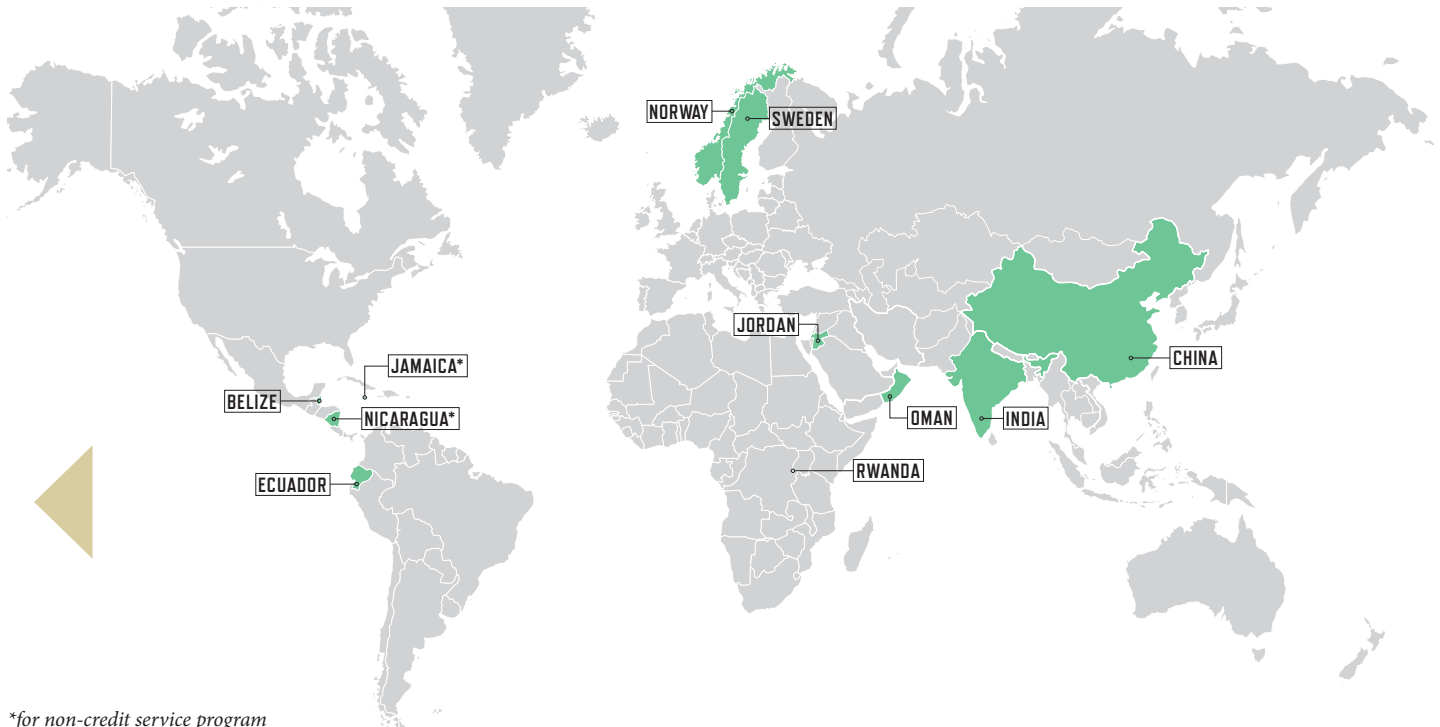 NORWAY
SWEDEN
JORDAN
CHINA
JAMAICA*
BELIZE
NICARAGUA*
OMAN
INDIA
RWANDA
ECUADOR
*for non-credit service program